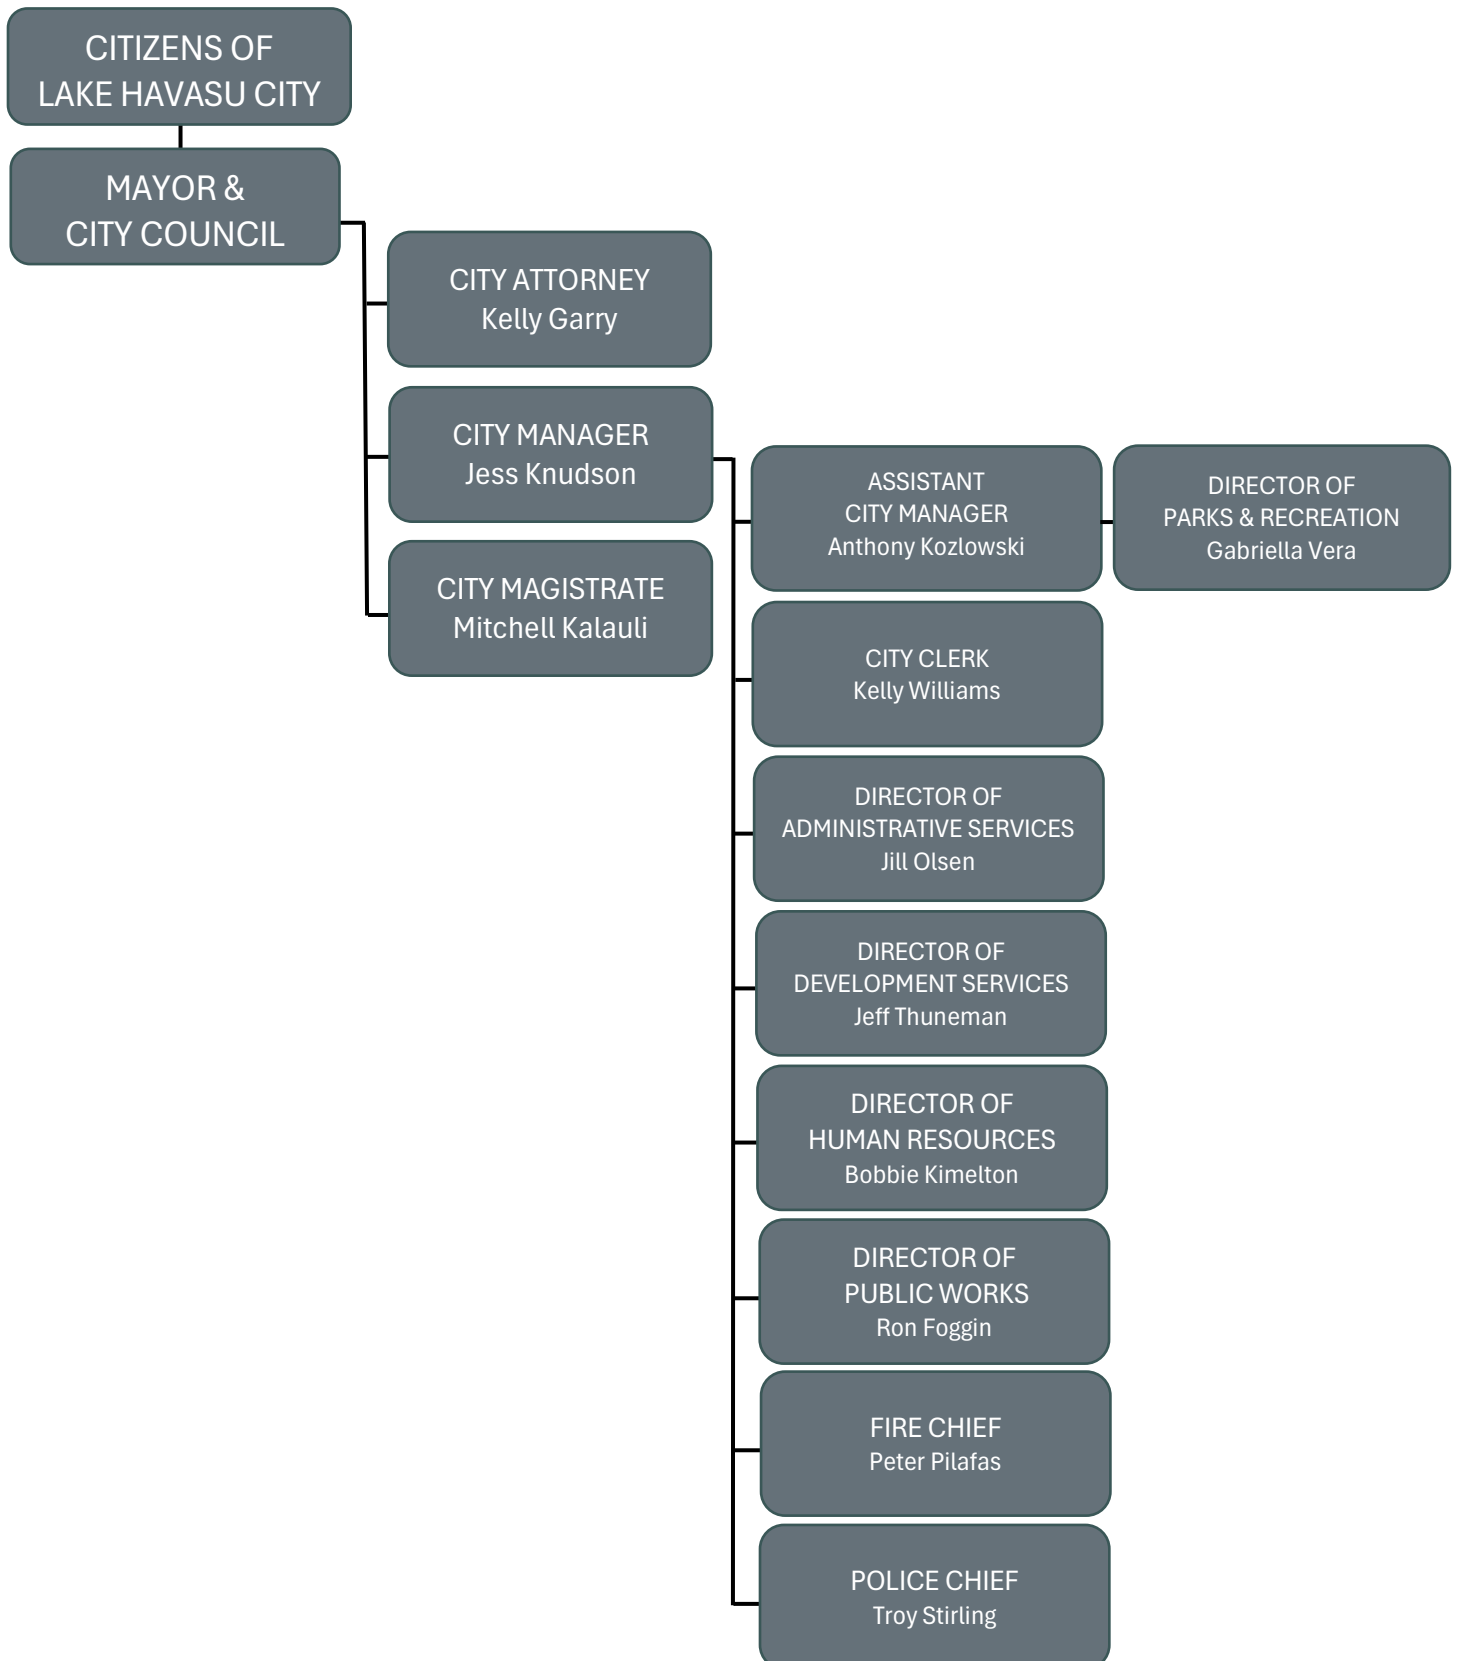 CITIZENS OF
LAKE HAVASU CITY
MAYOR &
CITY COUNCIL
CITY ATTORNEY
Kelly Garry
CITY MANAGER
Jess Knudson
CITY MAGISTRATE
Mitchell Kalauli
ASSISTANT
CITY MANAGER
Anthony Kozlowski
DIRECTOR OF
PARKS & RECREATION
Gabriella Vera
CITY CLERK
Kelly Williams
DIRECTOR OF
ADMINISTRATIVE SERVICES
Jill Olsen
DIRECTOR OF
DEVELOPMENT SERVICES
Jeff Thuneman
DIRECTOR OF
HUMAN RESOURCES
Bobbie Kimelton
DIRECTOR OF
PUBLIC WORKS
Ron Foggin
FIRE CHIEF
Peter Pilafas
POLICE CHIEF
Troy Stirling